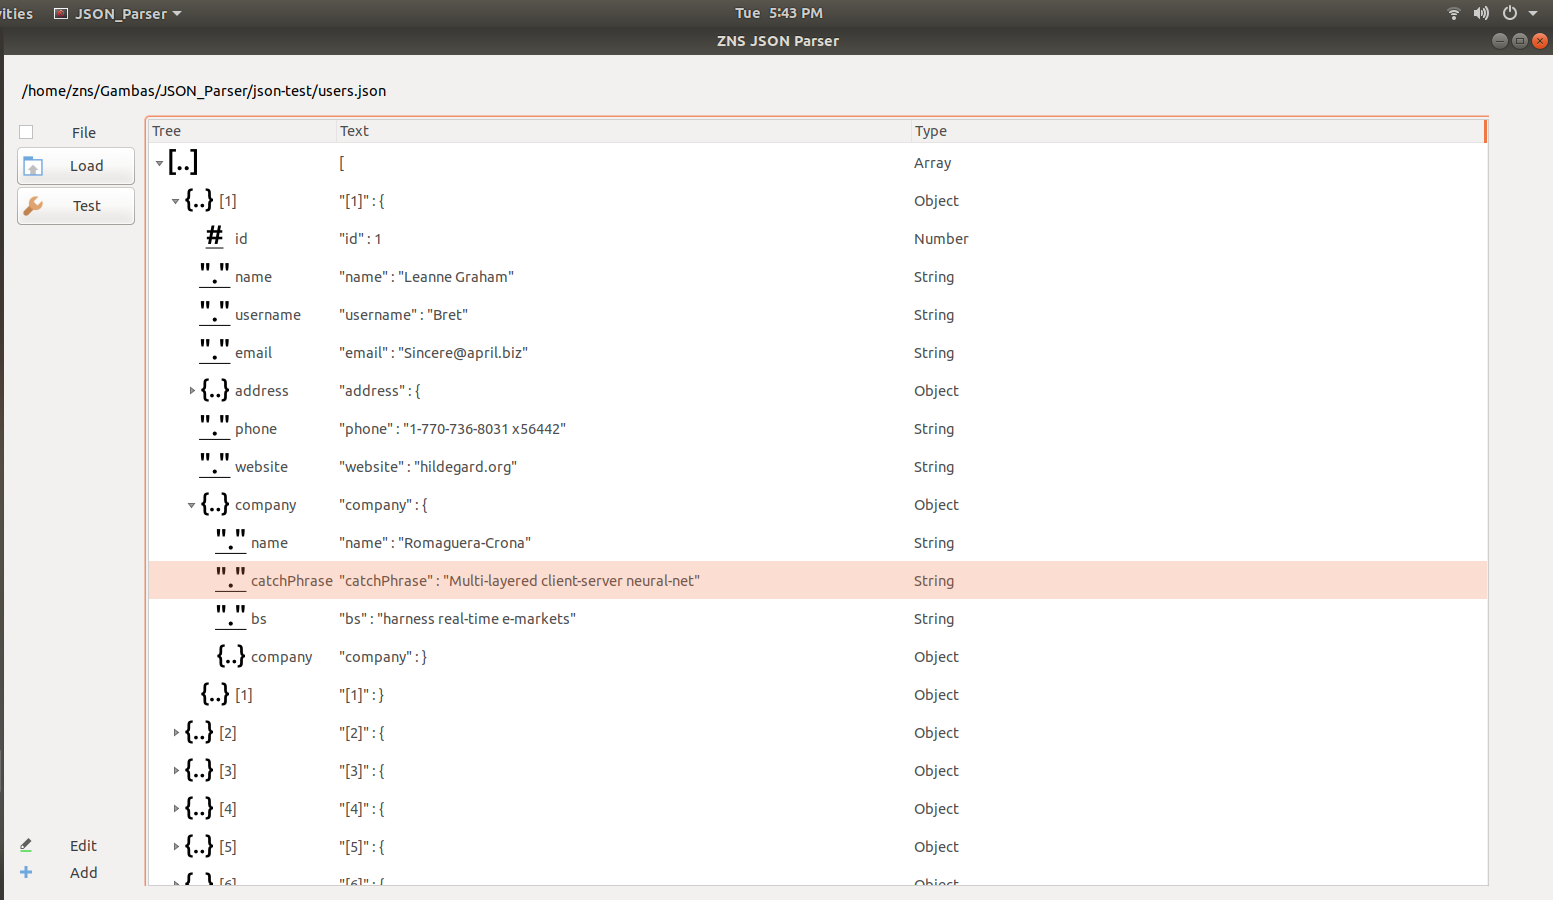 ities JSON_Parser Tue 5:43 PM
ZNS JSON Parser
/home/zns/Gambas/JSON_Parser/json-test/users.json
File
Load
Test
Tree Text Type
[..] [ Array
{..} [1] "[1]" : { Object
# id "id" : 1 Number
"." name "name" : "Leanne Graham" String
"." username "username" : "Bret" String
"." email "email" : "Sincere@april.biz" String
{..} address "address" : { Object
"." phone "phone" : "1-770-736-8031 x56442" String
"." website "website" : "hildegard.org" String
{..} company "company" : { Object
"." name "name" : "Romaguera-Crona" String
"." catchPhrase "catchPhrase" : "Multi-layered client-server neural-net" String
"." bs "bs" : "harness real-time e-markets" String
{..} company "company" : } Object
{..} [1] "[1]" : } Object
{..} [2] "[2]" : { Object
{..} [3] "[3]" : { Object
{..} [4] "[4]" : { Object
{..} [5] "[5]" : { Object
{..} [6] "[6]" : { Object
Edit
Add